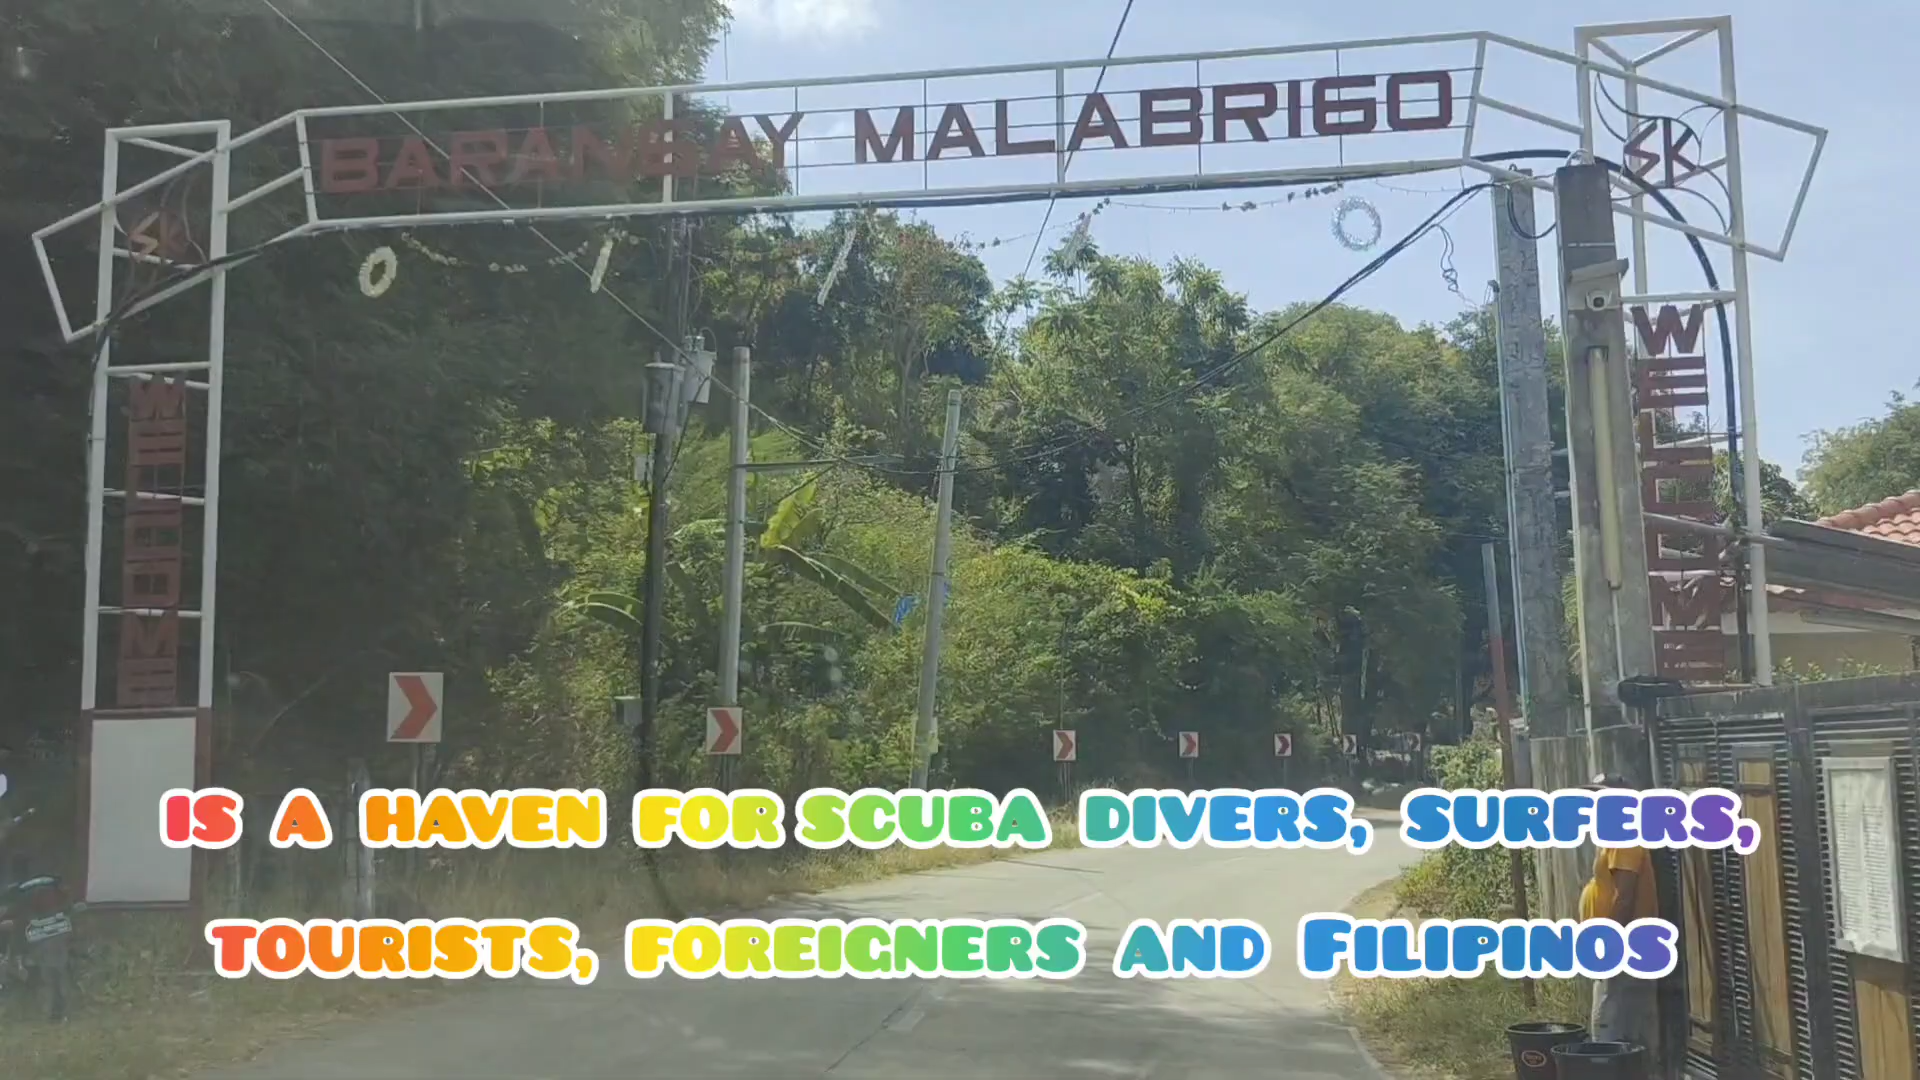 BARANGAY MALABRIGO
SK
SK
WELCOME
WELCOME
IS A HAVEN FOR SCUBA DIVERS, SURFERS,
TOURISTS, FOREIGNERS AND FILIPINOS